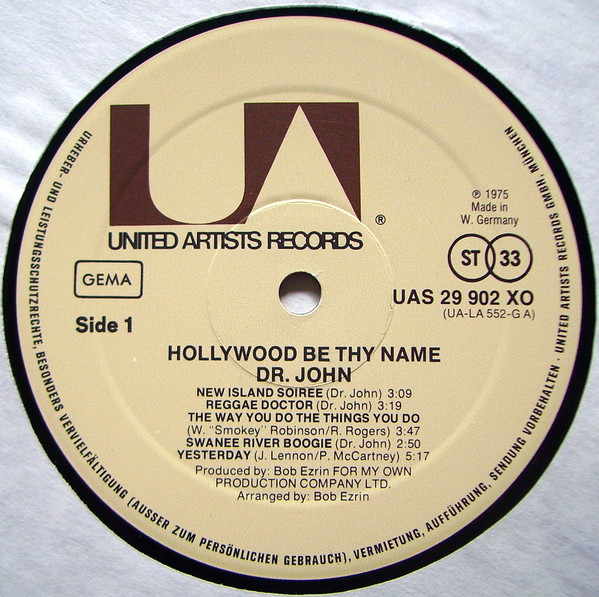 UA
®
UNITED ARTISTS RECORDS
℗ 1975
Made in
W. Germany
GEMA
ST 33
Side 1
UAS 29 902 XO
(UA-LA 552-G A)
HOLLYWOOD BE THY NAME
DR. JOHN
NEW ISLAND SOIREE (Dr. John) 3:09
REGGAE DOCTOR (Dr. John) 3:19
THE WAY YOU DO THE THINGS YOU DO
(W. "Smokey" Robinson/R. Rogers) 3:47
SWANEE RIVER BOOGIE (Dr. John) 2:50
YESTERDAY (J. Lennon/P. McCartney) 5:17
Produced by: Bob Ezrin FOR MY OWN
PRODUCTION COMPANY LTD.
Arranged by: Bob Ezrin
URHEBER- UND LEISTUNGSSCHUTZRECHTE, BESONDERS VERVIELFÄLTIGUNG (AUSSER ZUM PERSÖNLICHEN GEBRAUCH), VERMIETUNG, AUFFÜHRUNG, SENDUNG VORBEHALTEN · UNITED ARTISTS RECORDS GMBH, MÜNCHEN